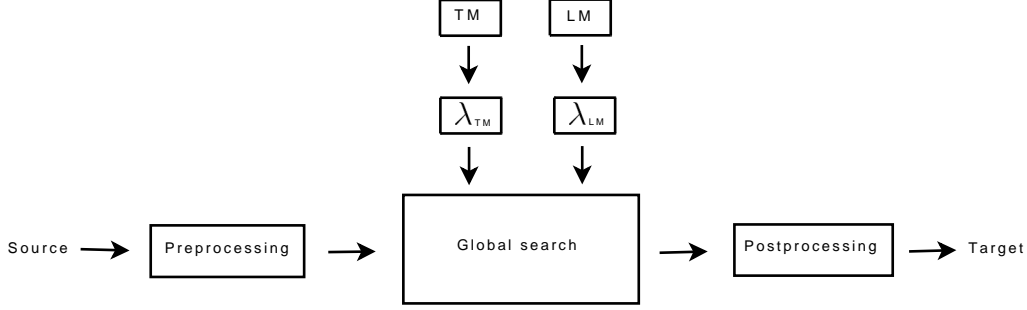 TM
LM
λTM
λLM
Source
Preprocessing
Global search
Postprocessing
Target